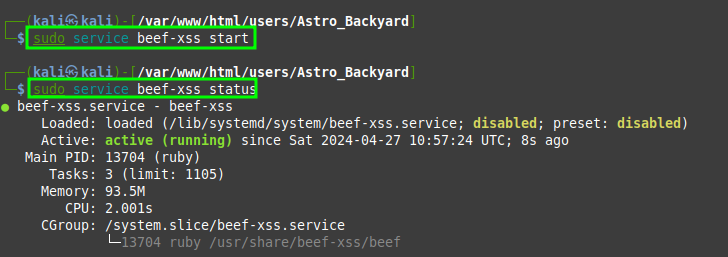 ┌──(kali㉿kali)-[/var/www/html/users/Astro_Backyard]
└─$ sudo service beef-xss start
┌──(kali㉿kali)-[/var/www/html/users/Astro_Backyard]
└─$ sudo service beef-xss status
● beef-xss.service - beef-xss
Loaded: loaded (/lib/systemd/system/beef-xss.service; disabled; preset: disabled)
Active: active (running) since Sat 2024-04-27 10:57:24 UTC; 8s ago
Main PID: 13704 (ruby)
Tasks: 3 (limit: 1105)
Memory: 93.5M
CPU: 2.001s
CGroup: /system.slice/beef-xss.service
└─13704 ruby /usr/share/beef-xss/beef